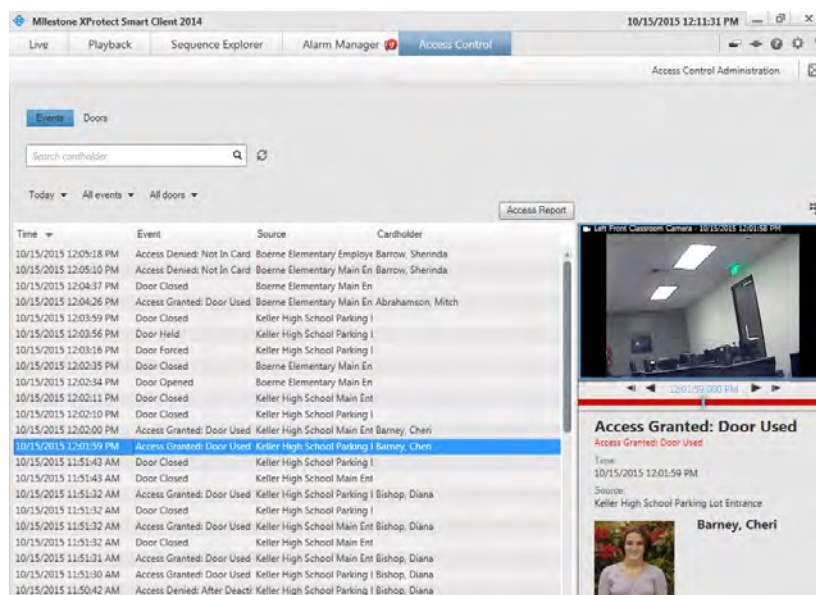 Milestone XProtect Smart Client 2014
10/15/2015 12:11:31 PM
Live Playback Sequence Explorer Alarm Manager Access Control
Access Control Administration
Events Doors
Search cardholder
Today All events All doors
Access Report
Time Event Source Cardholder
10/15/2015 12:05:18 PM Access Denied: Not In Card Boerne Elementary Employe Barrow, Sherinda
10/15/2015 12:05:10 PM Access Denied: Not In Card Boerne Elementary Main En Barrow, Sherinda
10/15/2015 12:04:37 PM Door Closed Boerne Elementary Main En
10/15/2015 12:04:26 PM Access Granted: Door Used Boerne Elementary Main En Abrahamson, Mitch
10/15/2015 12:03:59 PM Door Closed Keller High School Parking l
10/15/2015 12:03:56 PM Door Held Keller High School Parking l
10/15/2015 12:03:16 PM Door Forced Keller High School Parking l
10/15/2015 12:02:35 PM Door Closed Boerne Elementary Main En
10/15/2015 12:02:34 PM Door Opened Boerne Elementary Main En
10/15/2015 12:02:11 PM Door Closed Keller High School Main Ent
10/15/2015 12:02:10 PM Door Closed Keller High School Parking l
10/15/2015 12:02:00 PM Access Granted: Door Used Keller High School Main Ent Barney, Cheri
10/15/2015 12:01:59 PM Access Granted: Door Used Keller High School Parking l Barney, Cheri
10/15/2015 11:51:43 AM Door Closed Keller High School Parking l
10/15/2015 11:51:43 AM Door Closed Keller High School Main Ent
10/15/2015 11:51:32 AM Access Granted: Door Used Keller High School Parking l Bishop, Diana
10/15/2015 11:51:32 AM Door Closed Keller High School Parking l
10/15/2015 11:51:32 AM Access Granted: Door Used Keller High School Main Ent Bishop, Diana
10/15/2015 11:51:32 AM Door Closed Keller High School Main Ent
10/15/2015 11:51:31 AM Access Granted: Door Used Keller High School Main Ent Bishop, Diana
10/15/2015 11:51:30 AM Access Granted: Door Used Keller High School Parking l Bishop, Diana
10/15/2015 11:50:42 AM Access Denied: After Deacti Keller High School Parking l Bishop, Diana
Left Front Classroom Camera - 10/15/2015 12:01:58 PM
12:01:59.000 PM
Access Granted: Door Used
Access Granted: Door Used
Time:
10/15/2015 12:01:59 PM
Source:
Keller High School Parking Lot Entrance
Barney, Cheri